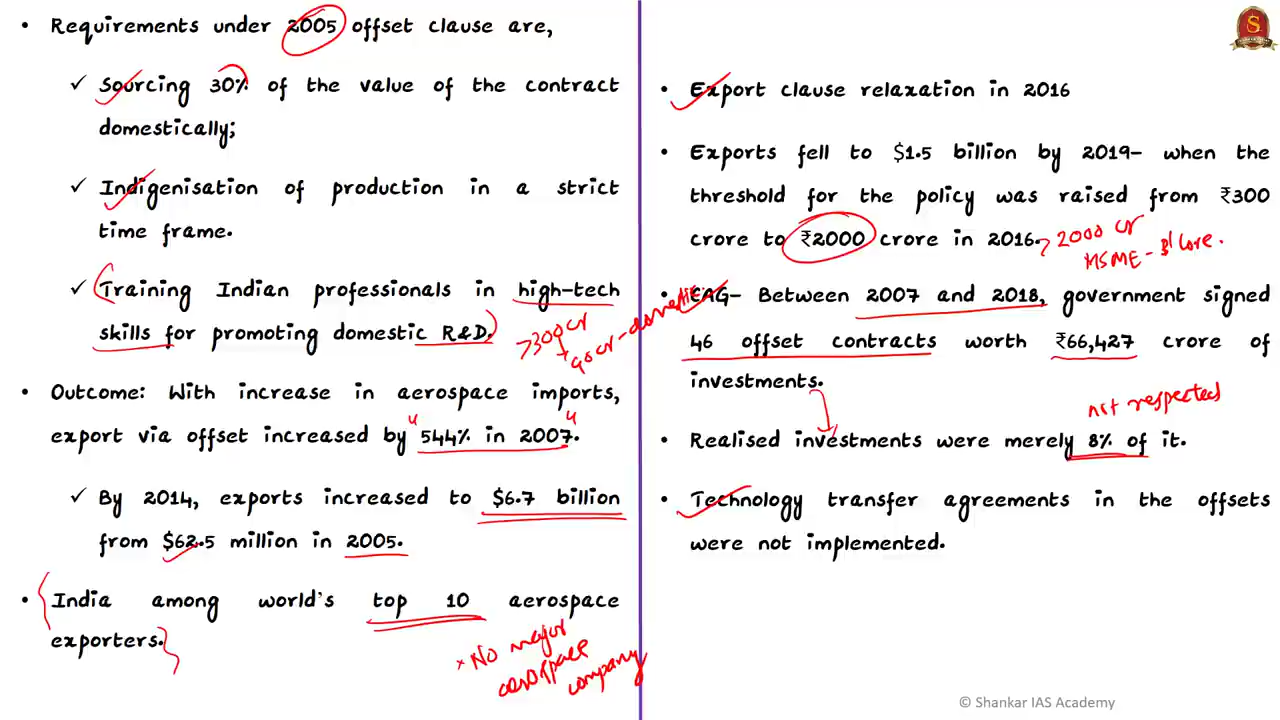 • Requirements under 2005 offset clause are,
✓ Sourcing 30% of the value of the contract
domestically;
✓ Indigenisation of production in a strict
time frame.
✓ Training Indian professionals in high-tech
skills for promoting domestic R&D.
>300 cr
90 cr - domestic
• Outcome: With increase in aerospace imports,
export via offset increased by 544% in 2007.
✓ By 2014, exports increased to $6.7 billion
from $62.5 million in 2005.
• India among world's top 10 aerospace
exporters.
No major
aerospace
company
• Export clause relaxation in 2016
• Exports fell to $1.5 billion by 2019- when the
threshold for the policy was raised from ₹300
crore to ₹2000 crore in 2016.
>2000 cr
MSME -
• CAG- Between 2007 and 2018, government signed
46 offset contracts worth ₹66,427 crore of
investments.
not respected
• Realised investments were merely 8% of it.
• Technology transfer agreements in the offsets
were not implemented.
S
© Shankar IAS Academy